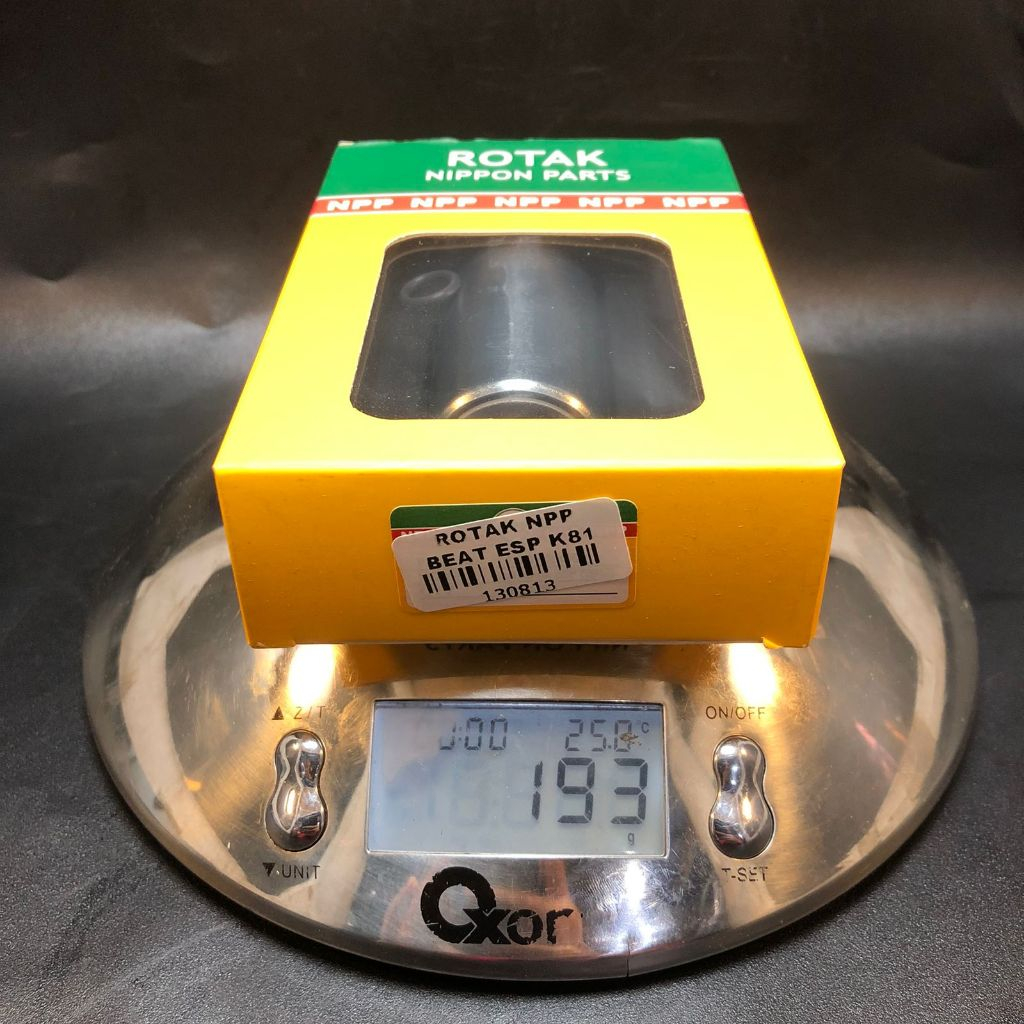 ROTAK
NIPPON PARTS
NPP NPP NPP NPP NPP
ROTAK NPP
BEAT ESP K81
130813
▲ Z/T
ON/OFF
0:00 25.0°C
193
g
▼ UNIT
T-SET
Oxor